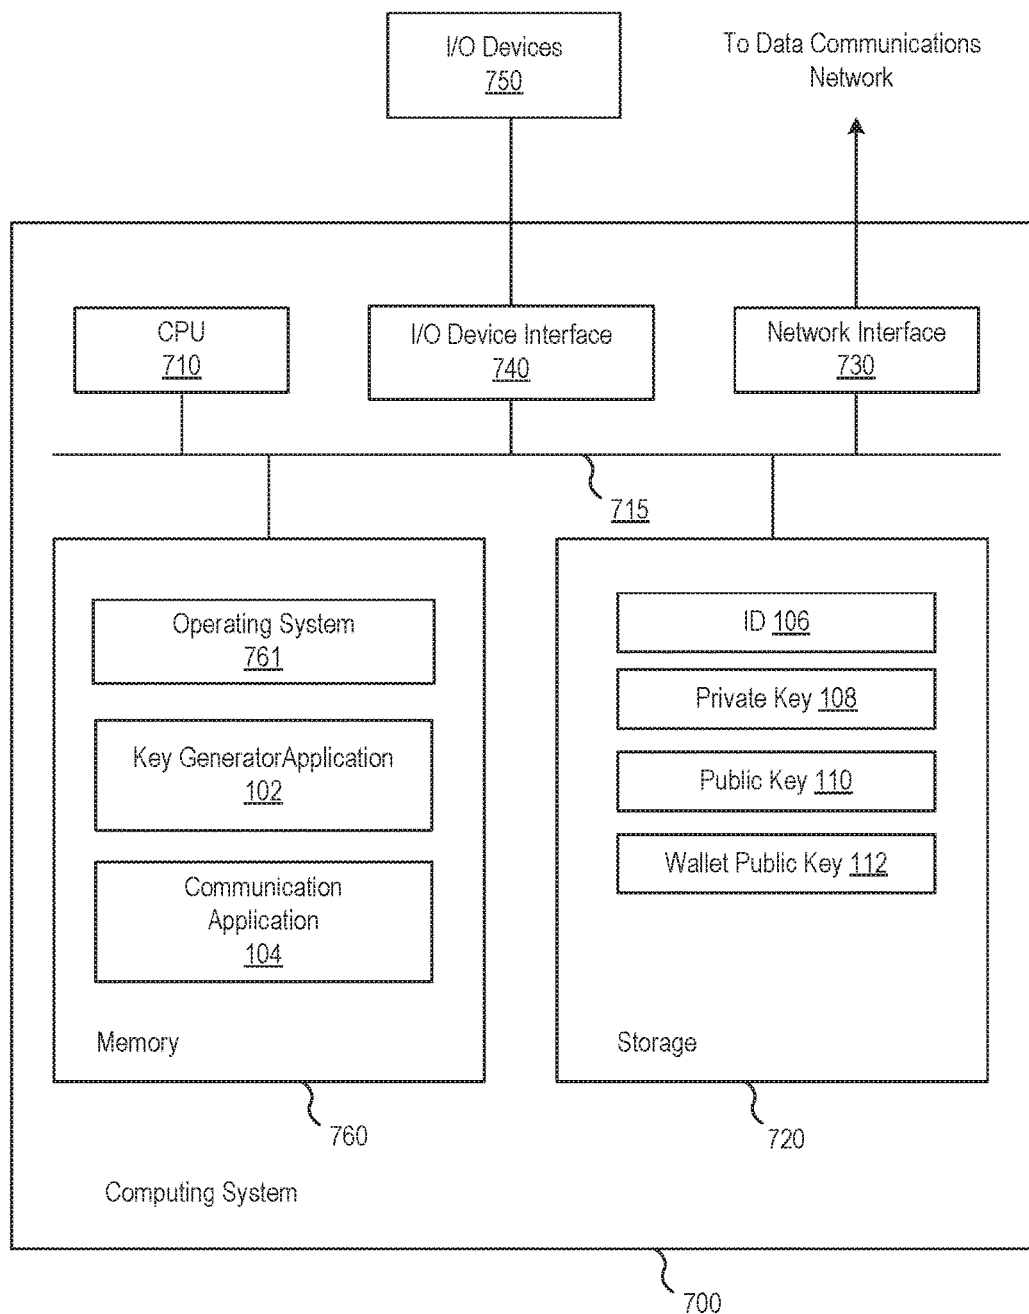 I/O Devices
750
To Data Communications
Network
CPU
710
I/O Device Interface
740
Network Interface
730
715
Operating System
761
Key GeneratorApplication
102
Communication
Application
104
Memory
760
ID 106
Private Key 108
Public Key 110
Wallet Public Key 112
Storage
720
Computing System
700